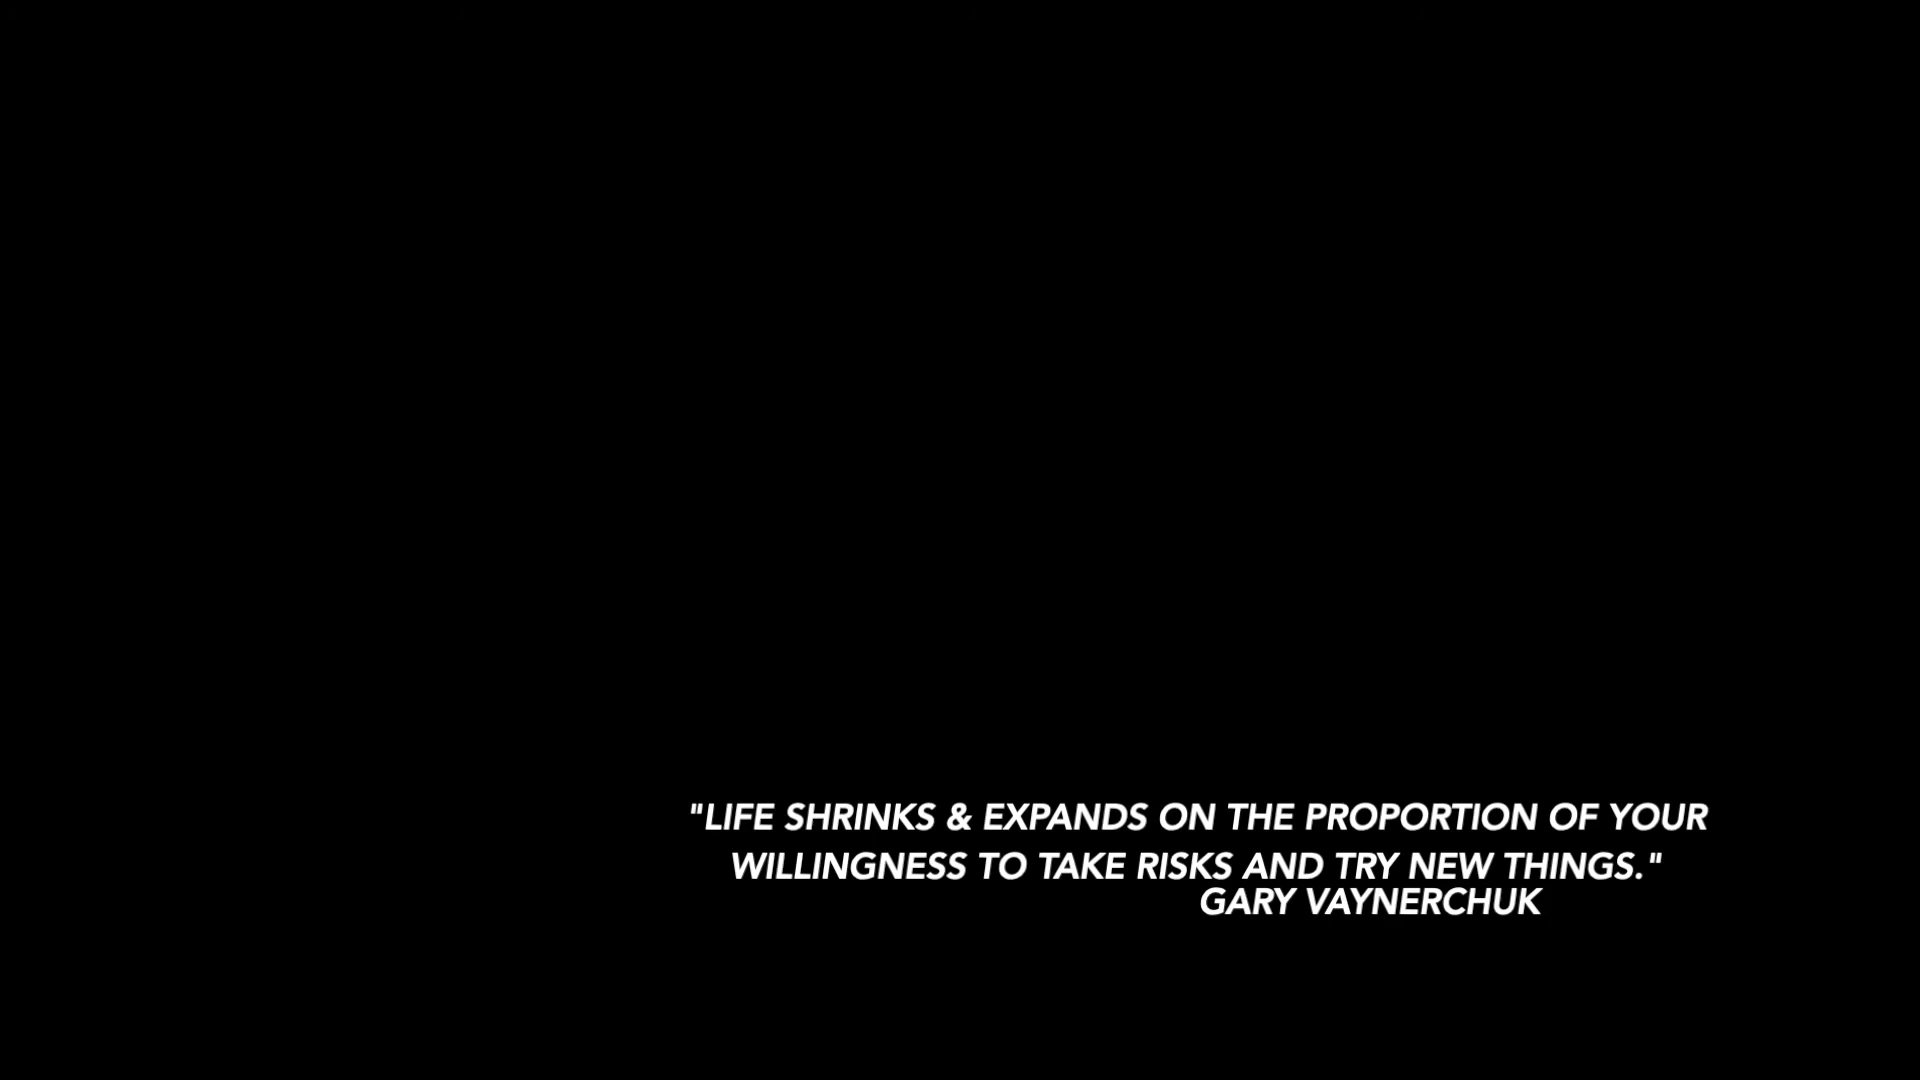 "LIFE SHRINKS & EXPANDS ON THE PROPORTION OF YOUR
WILLINGNESS TO TAKE RISKS AND TRY NEW THINGS."
GARY VAYNERCHUK